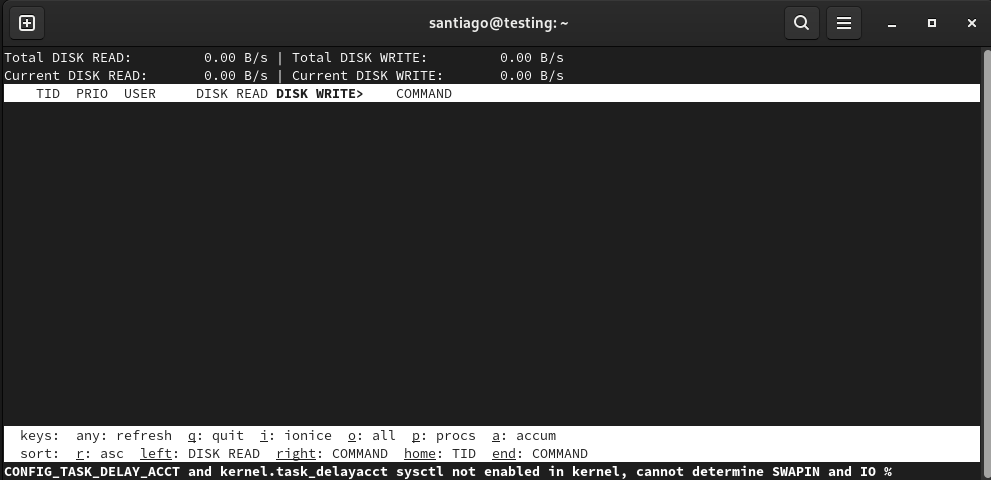 santiago@testing: ~
Total DISK READ:         0.00 B/s | Total DISK WRITE:         0.00 B/s
Current DISK READ:       0.00 B/s | Current DISK WRITE:       0.00 B/s
    TID  PRIO  USER     DISK READ DISK WRITE>    COMMAND
  keys:  any: refresh  q: quit  i: ionice  o: all  p: procs  a: accum
  sort:  r: asc  left: DISK READ  right: COMMAND  home: TID  end: COMMAND
CONFIG_TASK_DELAY_ACCT and kernel.task_delayacct sysctl not enabled in kernel, cannot determine SWAPIN and IO %